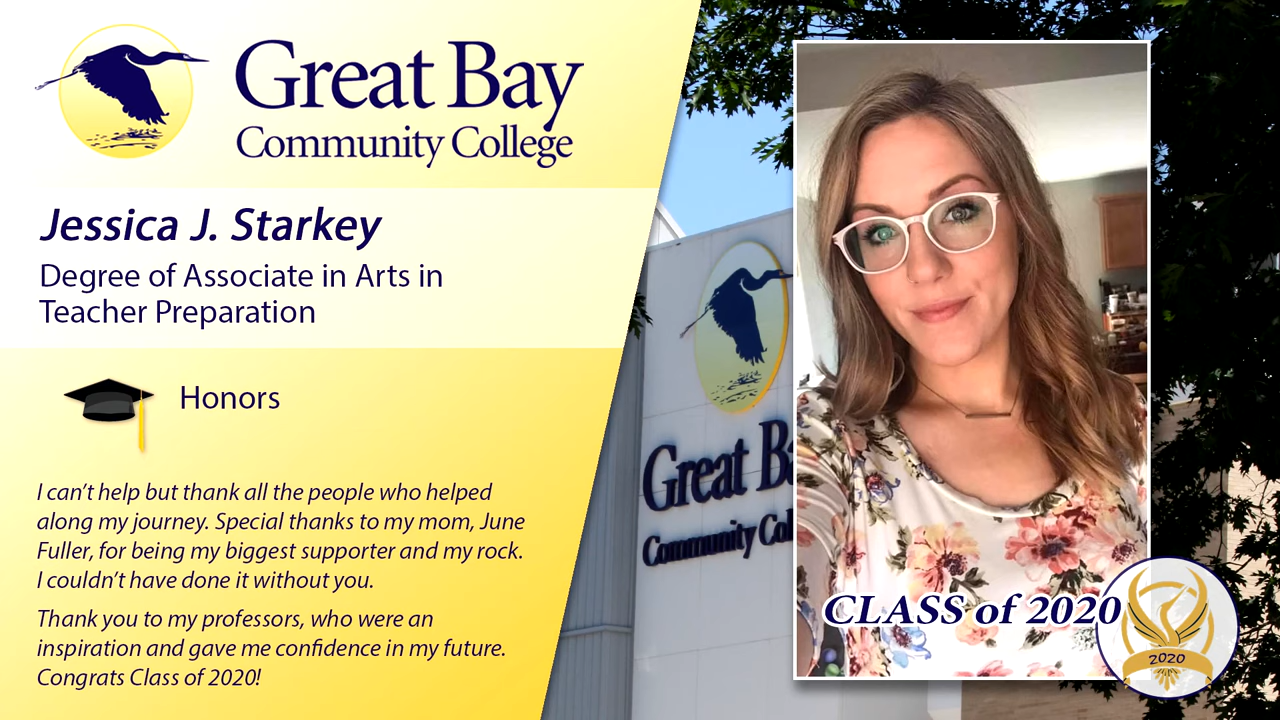 Great Bay
Community College
Jessica J. Starkey
Degree of Associate in Arts in
Teacher Preparation
Honors
I can't help but thank all the people who helped
along my journey. Special thanks to my mom, June
Fuller, for being my biggest supporter and my rock.
I couldn't have done it without you.
Thank you to my professors, who were an
inspiration and gave me confidence in my future.
Congrats Class of 2020!
Great B
Community Col
CLASS of 2020
2020